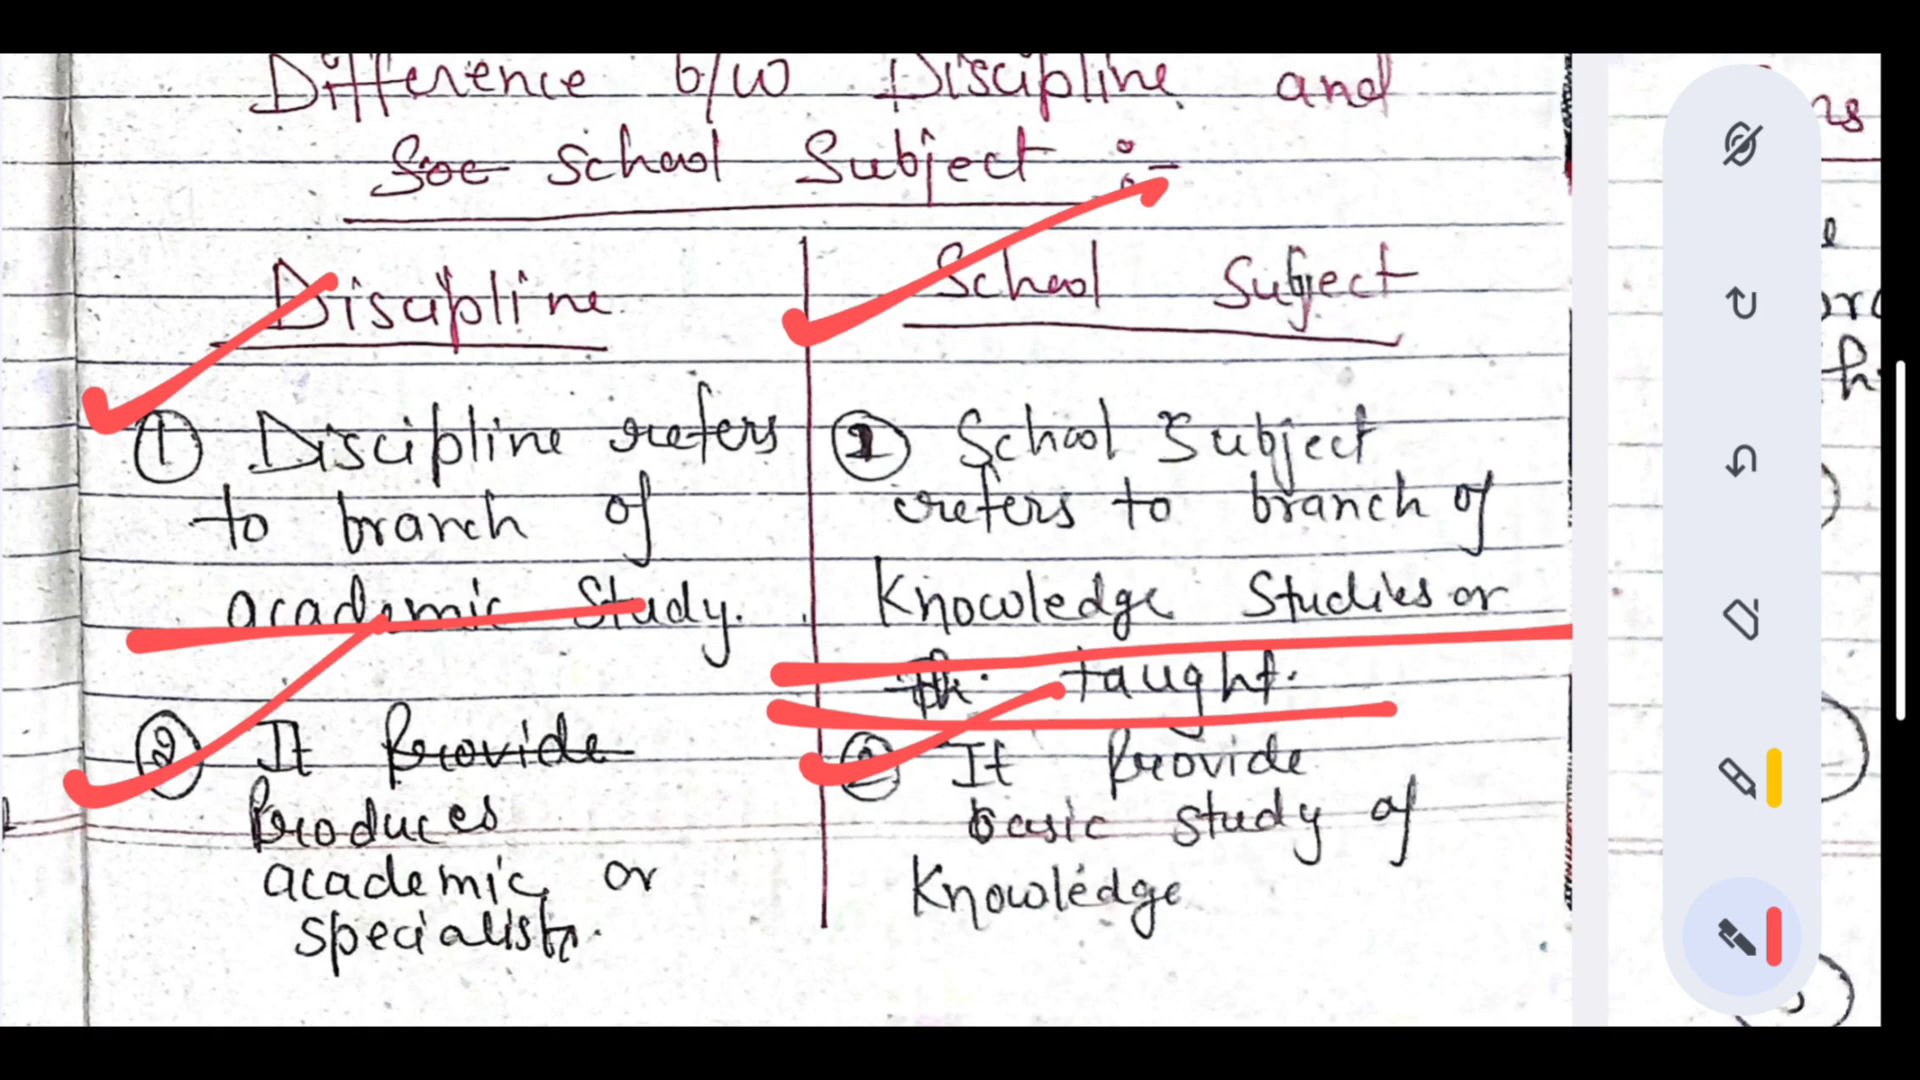 Difference b/w Discipline and
Soc School Subject :-
Discipline
① Discipline refers
to branch of
academic study.
② It Provide
Produces
academic or
specialists.
School Subject
① School Subject
refers to branch of
Knowledge Studies or
th. taught.
② It Provide
basic study of
Knowledge